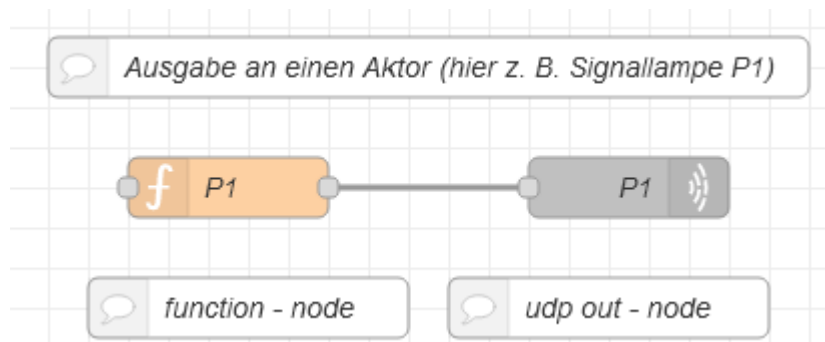 Ausgabe an einen Aktor (hier z. B. Signallampe P1)
P1
P1
function - node
udp out - node